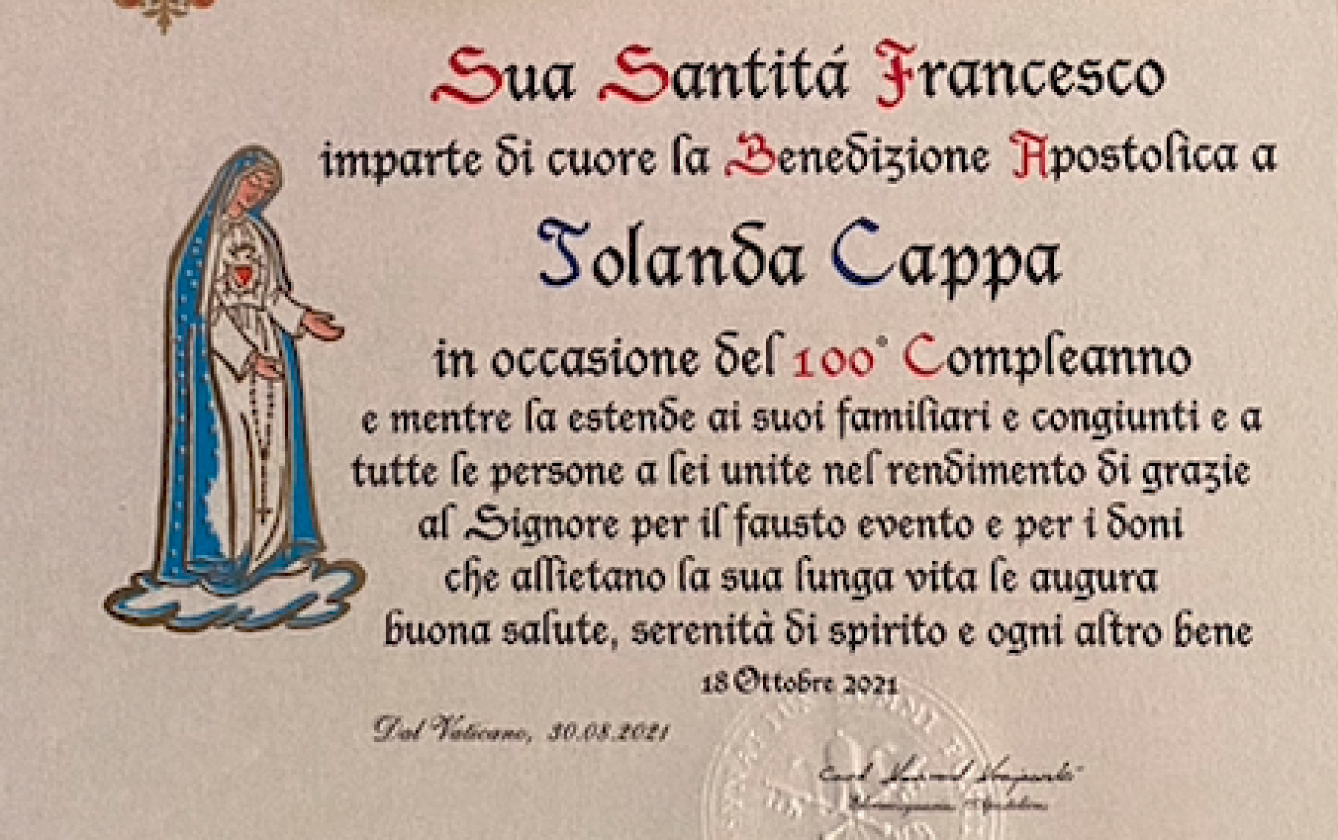 Sua Santitá Francesco
imparte di cuore la Benedizione Apostolica a
Iolanda Cappa
in occasione del 100° Compleanno
e mentre la estende ai suoi familiari e congiunti e a
tutte le persone a lei unite nel rendimento di grazie
al Signore per il fausto evento e per i doni
che allietano la sua lunga vita le augura
buona salute, serenità di spirito e ogni altro bene
18 Ottobre 2021
Dal Vaticano, 30.08.2021